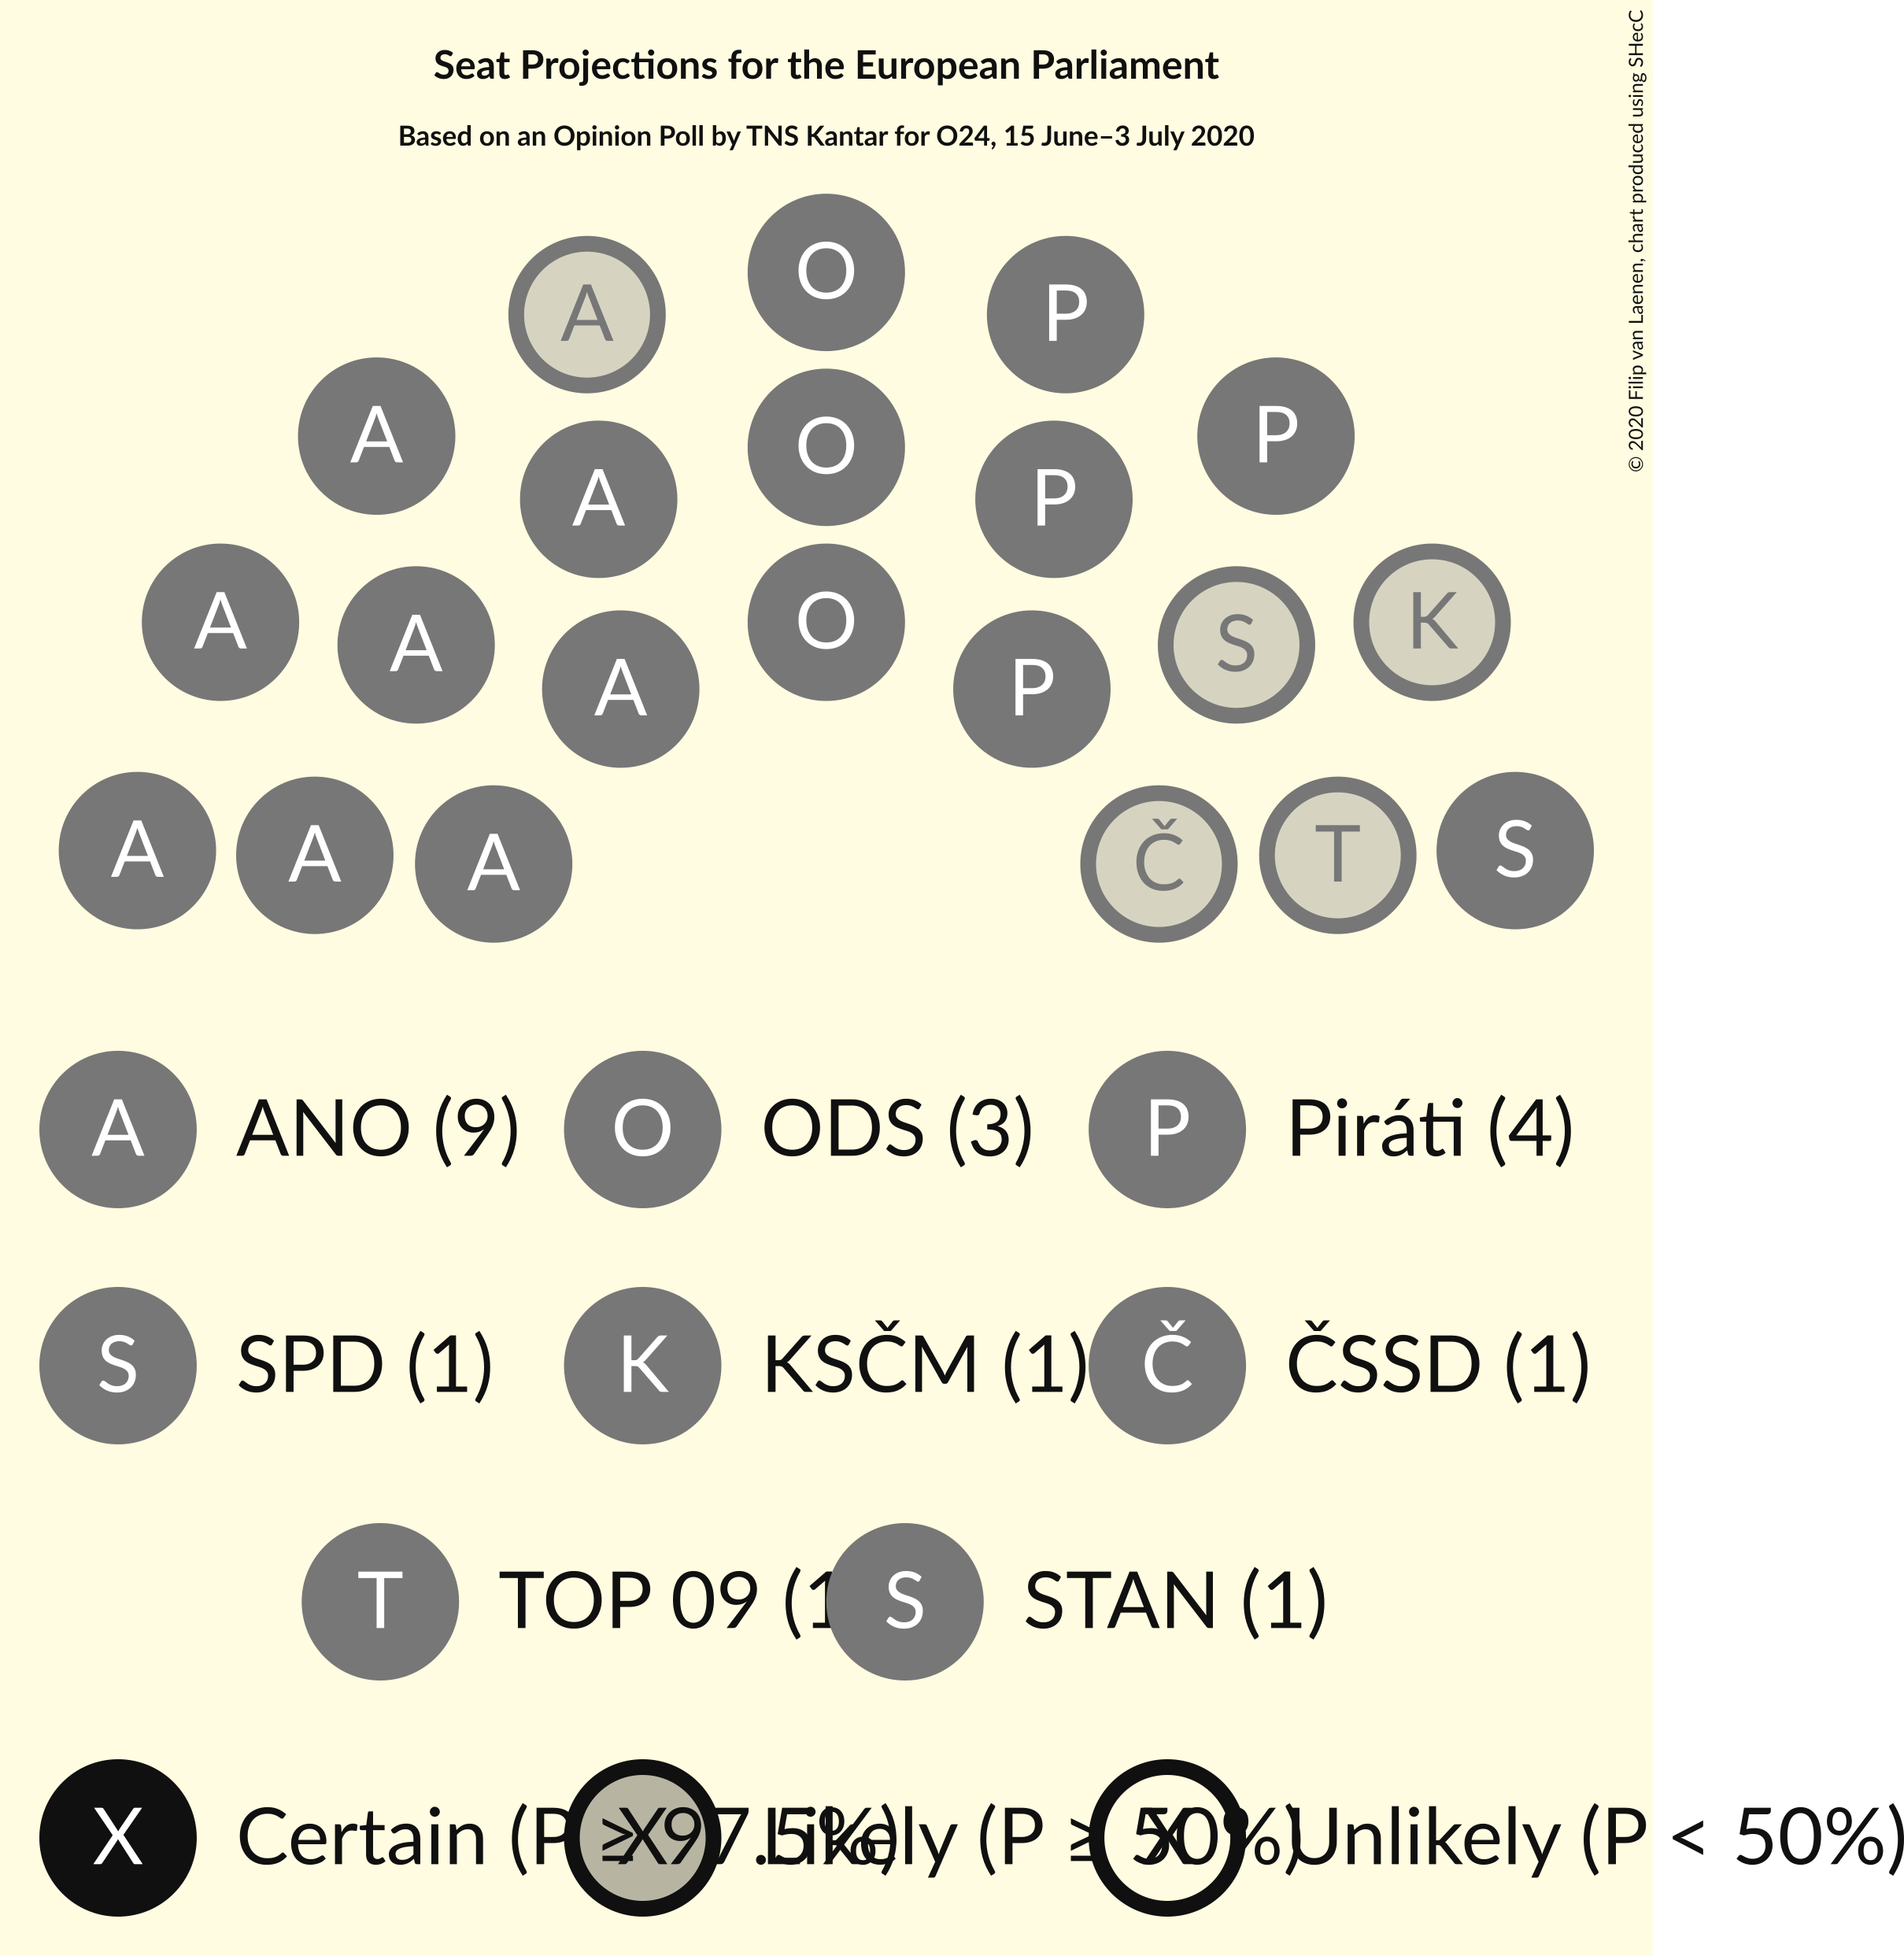 Seat Projections for the European Parliament
Based on an Opinion Poll by TNS Kantar for O24, 15 June–3 July 2020
© 2020 Filip van Laenen, chart produced using SHecC
O
A P
A P
O
A P
A K
O
A S
A P
A S
A T
A Č
A ANO (9) O ODS (3) P Piráti (4)
S SPD (1) K KSČM (1) Č ČSSD (1)
T TOP 09 (1 S STAN (1)
X Certain (P ≥ 97.5%) X Likely (P ≥ 50%) X Unlikely (P < 50%)